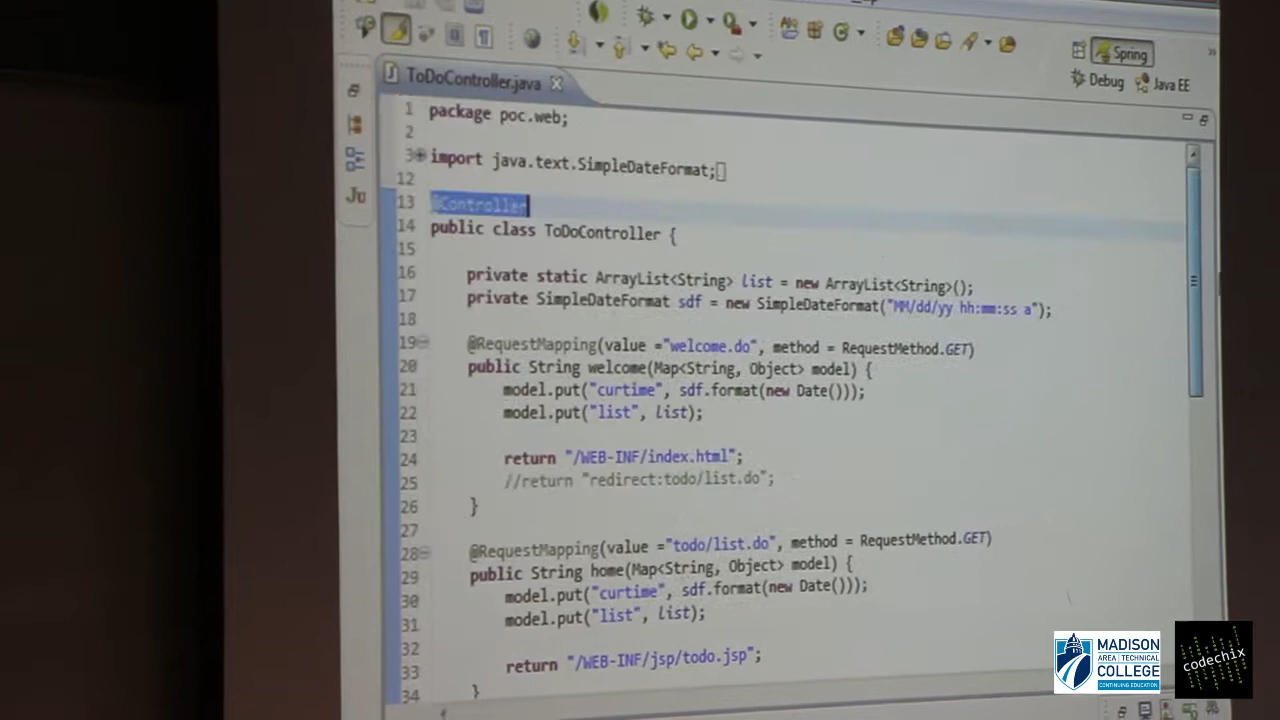 Spring
Debug
Java EE
ToDoController.java
Ju
1 package poc.web;
2
3 import java.text.SimpleDateFormat;
12
13 @Controller
14 public class ToDoController {
15
16 private static ArrayList<String> list = new ArrayList<String>();
17 private SimpleDateFormat sdf = new SimpleDateFormat("MM/dd/yy hh:mm:ss a");
18
19 @RequestMapping(value ="welcome.do", method = RequestMethod.GET)
20 public String welcome(Map<String, Object> model) {
21 model.put("curtime", sdf.format(new Date()));
22 model.put("list", list);
23
24 return "/WEB-INF/index.html";
25 //return "redirect:todo/list.do";
26 }
27
28 @RequestMapping(value ="todo/list.do", method = RequestMethod.GET)
29 public String home(Map<String, Object> model) {
30 model.put("curtime", sdf.format(new Date()));
31 model.put("list", list);
32
33 return "/WEB-INF/jsp/todo.jsp";
34 }
MADISON
AREA TECHNICAL
COLLEGE
CONTINUING EDUCATION
codechix